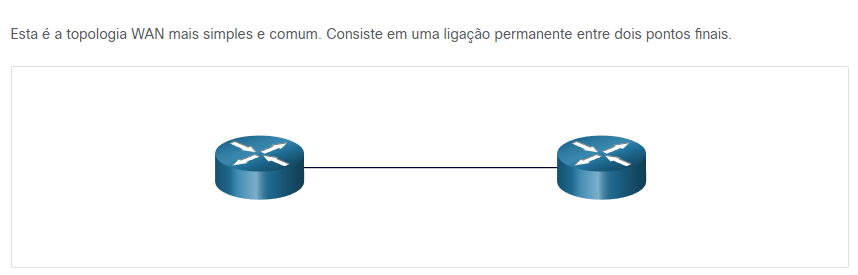 Esta é a topologia WAN mais simples e comum. Consiste em uma ligação permanente entre dois pontos finais.